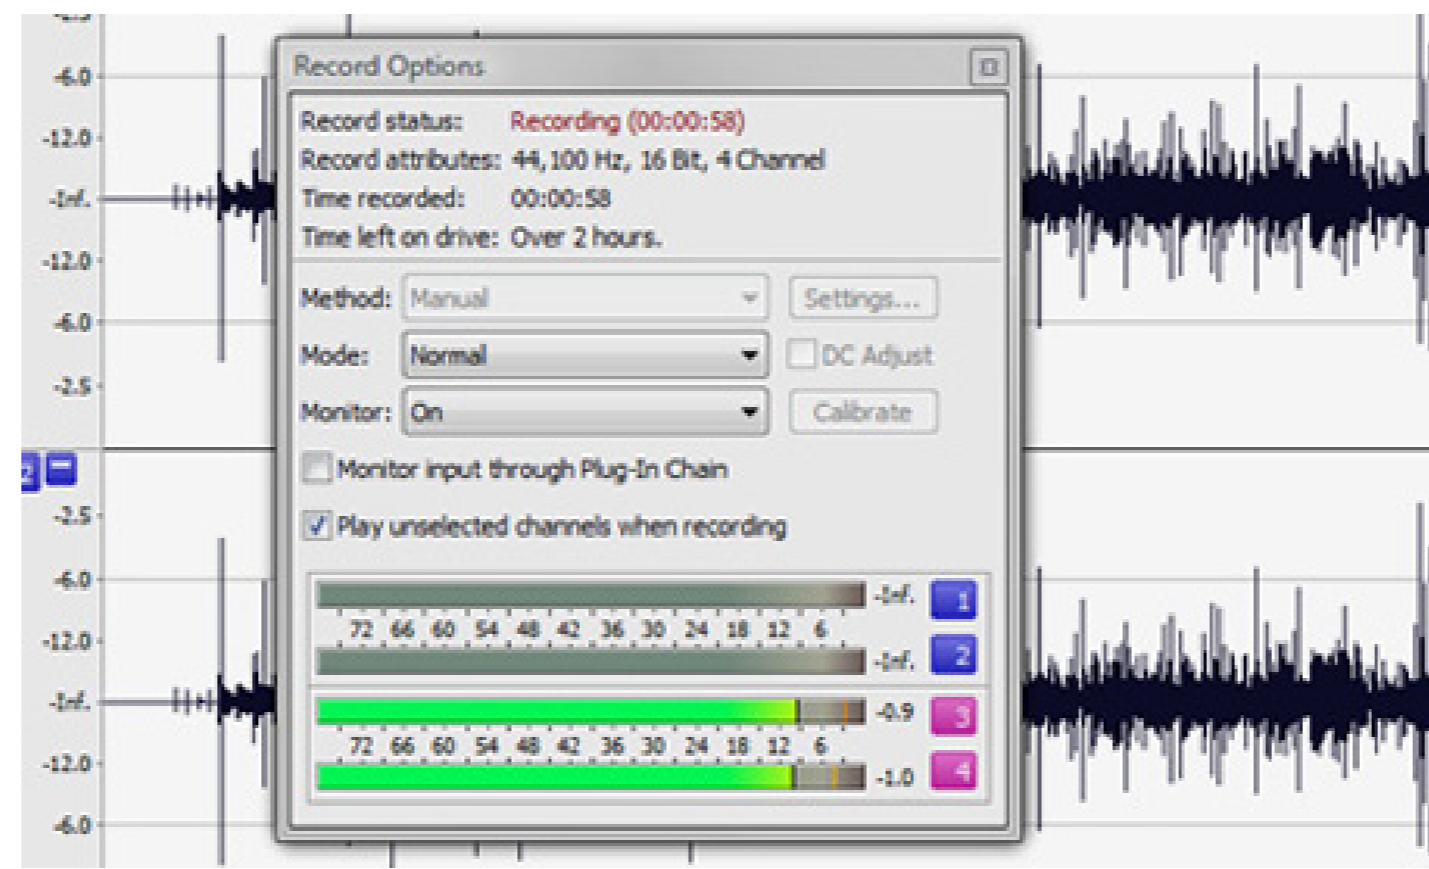 -2.5
-6.0
-12.0
-Inf.
-12.0
-6.0
-2.5
2
-2.5
-6.0
-12.0
-Inf.
-12.0
-6.0
Record Options
Record status: Recording (00:00:58)
Record attributes: 44,100 Hz, 16 Bit, 4 Channel
Time recorded: 00:00:58
Time left on drive: Over 2 hours.
Method: Manual Settings...
Mode: Normal DC Adjust
Monitor: On Calibrate
Monitor input through Plug-In Chain
Play unselected channels when recording
-Inf. 1
72 66 60 54 48 42 36 30 24 18 12 6
-Inf. 2
-0.9 3
72 66 60 54 48 42 36 30 24 18 12 6
-1.0 4